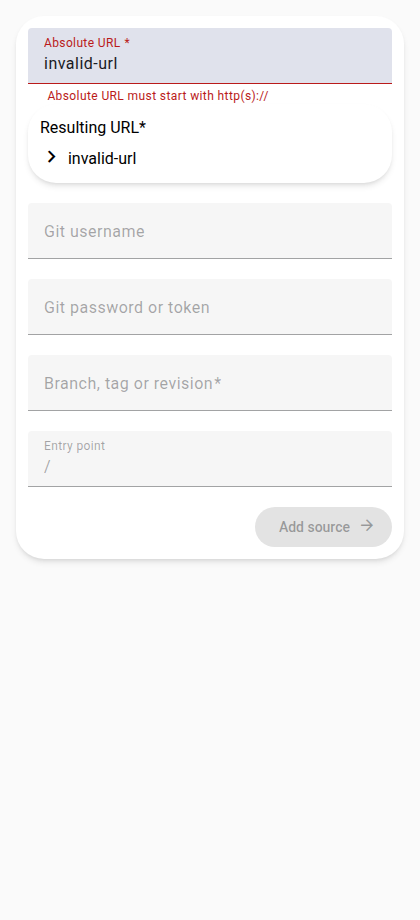 Absolute URL *
invalid-url
Absolute URL must start with http(s)://
Resulting URL*
invalid-url
Git username
Git password or token
Branch, tag or revision*
Entry point
/
Add source